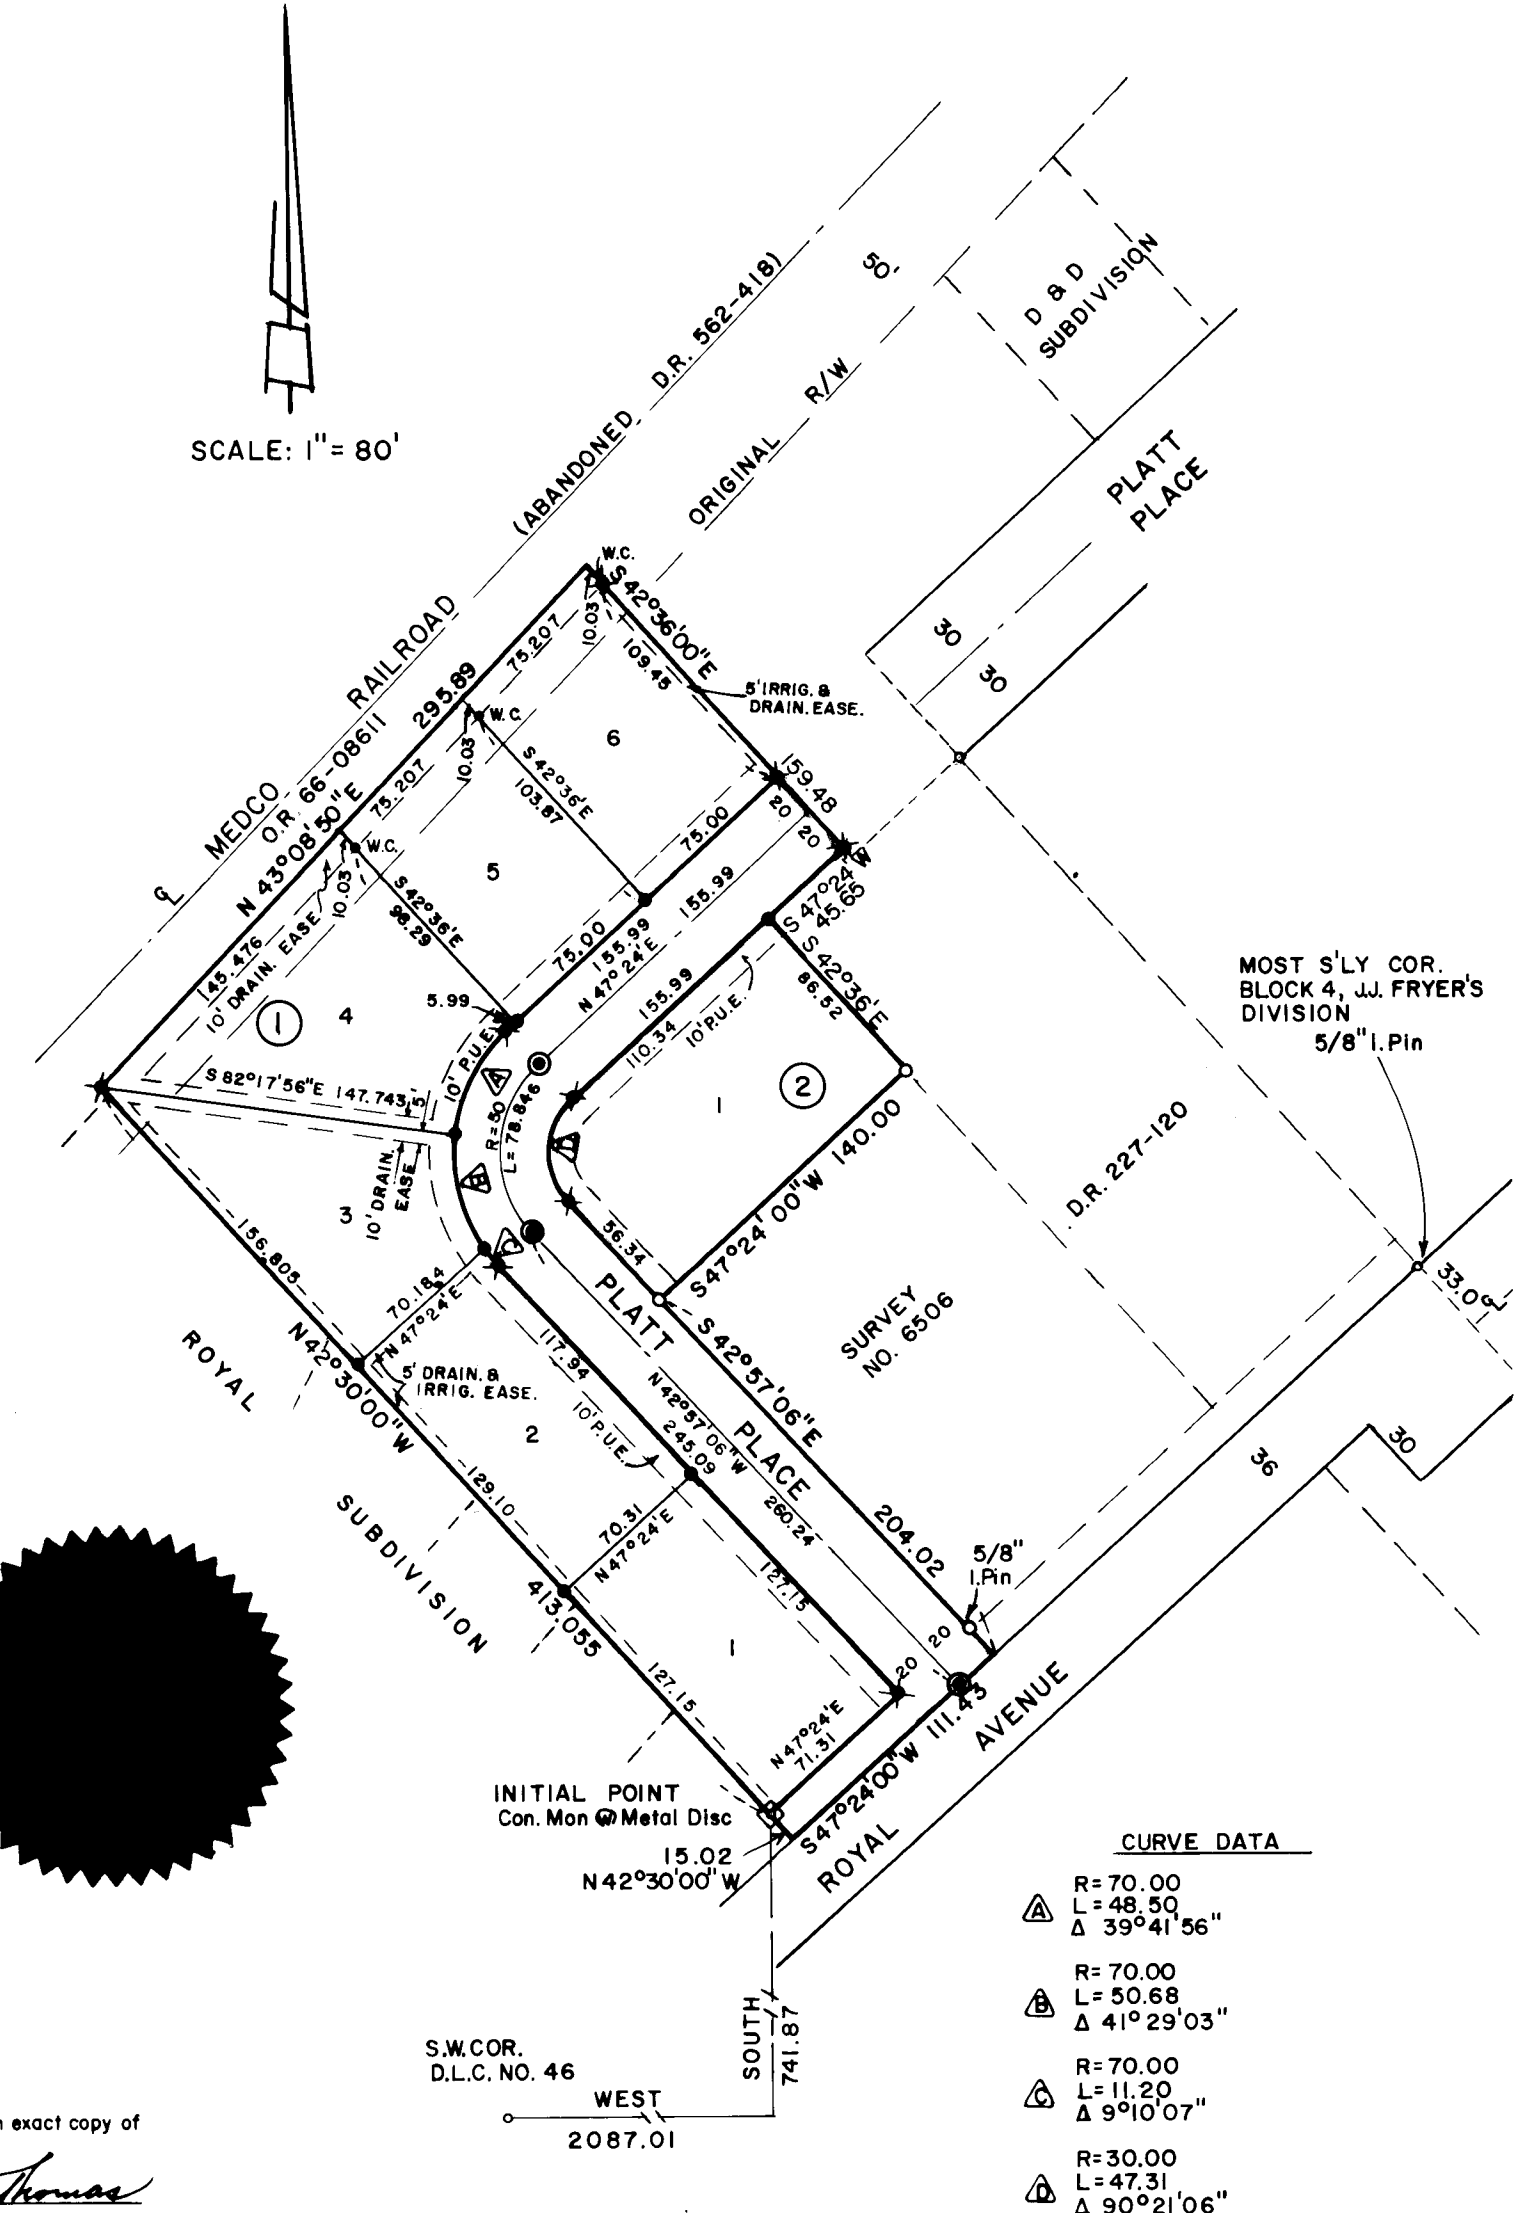 SCALE: 1"= 80'
50'
D & D
SUBDIVISION
(ABANDONED D.R. 562-418)
ORIGINAL R/W
PLATT
PLACE
30
30
℄ MEDCO RAILROAD
O.R. 66-08611
N 43°08'50"E 295.89
W.C.
S 42°36'00"E
10.03
75.207
109.45
5' IRRIG. &
DRAIN. EASE.
6
W.C.
10.03
75.207
S 42°36'E
103.87
159.48
20
20
75.00
5
W.C.
10.03
S 42°36'E
98.29
155.99
75.00
155.99
N 47°24'E
S 47°24' W
45.65
S 42°36'E
86.52
145.476
10' DRAIN. EASE
1
4
5.99
10' P.U.E.
155.99
110.34
10' P.U.E.
MOST S'LY COR.
BLOCK 4, J.J. FRYER'S
DIVISION
5/8" I.Pin
S 82°17'56"E 147.743
5'
A
R=50
L=78.846
D
1
2
S47°24'00"W 140.00
D.R. 227-120
B
3
10' DRAIN.
EASE
C
156.805
70.184
N 47°24'E
56.34
33.0
SURVEY
NO. 6506
ROYAL
SUBDIVISION
N42°30'00"W
413.055
5' DRAIN. &
IRRIG. EASE.
117.94
PLATT
PLACE
S 42°57'06"E
204.02
N 42°57'06"W
245.09
260.24
10' P.U.E.
2
129.10
70.31
N47°24'E
127.15
36
30
5/8"
I.Pin
20
20
1
127.15
N47°24'E
71.31
S47°24'00"W 111.43
ROYAL AVENUE
INITIAL POINT
Con. Mon @ Metal Disc
15.02
N42°30'00"W
SOUTH
741.87
S.W. COR.
D.L.C. NO. 46
WEST
2087.01
CURVE DATA
A
R= 70.00
L= 48.50
Δ 39°41'56"
B
R= 70.00
L= 50.68
Δ 41°29'03"
C
R= 70.00
L= 11.20
Δ 9°10'07"
D
R=30.00
L=47.31
Δ 90°21'06"
exact copy of
Thomas